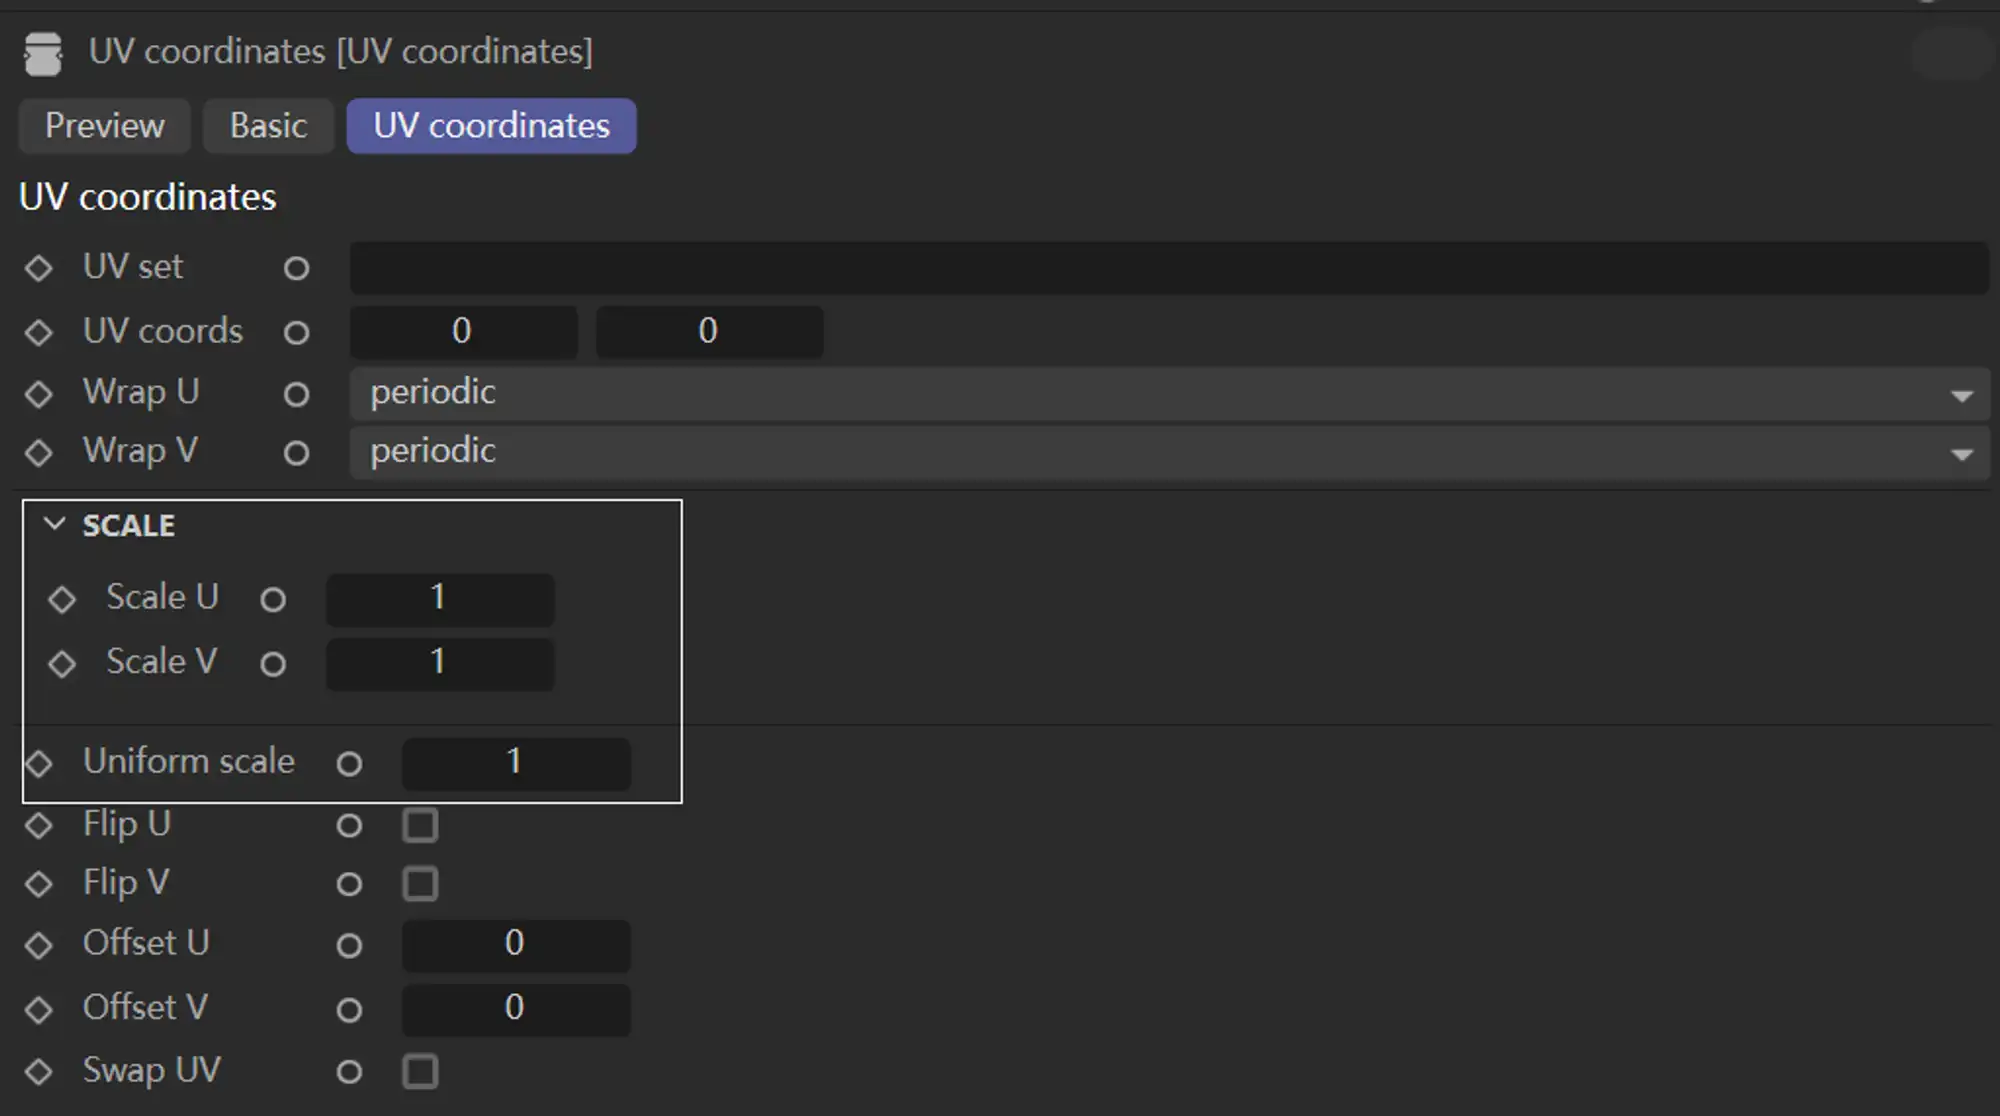 UV coordinates [UV coordinates]
Preview Basic UV coordinates
UV coordinates
UV set
UV coords 0 0
Wrap U periodic
Wrap V periodic
SCALE
Scale U 1
Scale V 1
Uniform scale 1
Flip U
Flip V
Offset U 0
Offset V 0
Swap UV